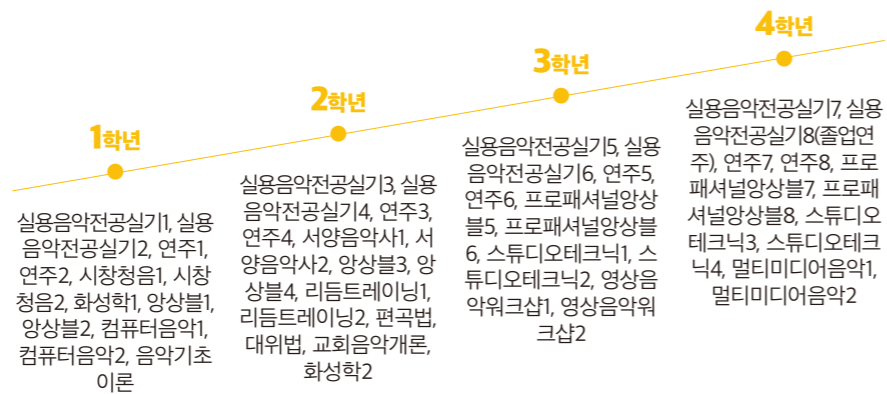 1학년
실용음악전공실기1, 실용
음악전공실기2, 연주1,
연주2, 시창청음1, 시창
청음2, 화성학1, 앙상블1,
앙상블2, 컴퓨터음악1,
컴퓨터음악2, 음악기초
이론
2학년
실용음악전공실기3, 실용
음악전공실기4, 연주3,
연주4, 서양음악사1, 서
양음악사2, 앙상블3, 앙
상블4, 리듬트레이닝1,
리듬트레이닝2, 편곡법,
대위법, 교회음악개론,
화성학2
3학년
실용음악전공실기5, 실용
음악전공실기6, 연주5,
연주6, 프로패셔널앙상
블5, 프로패셔널앙상블
6, 스튜디오테크닉1, 스
튜디오테크닉2, 영상음
악워크샵1, 영상음악워
크샵2
4학년
실용음악전공실기7, 실용
음악전공실기8(졸업연
주), 연주7, 연주8, 프로
패셔널앙상블7, 프로패
셔널앙상블8, 스튜디오
테크닉3, 스튜디오테크
닉4, 멀티미디어음악1,
멀티미디어음악2